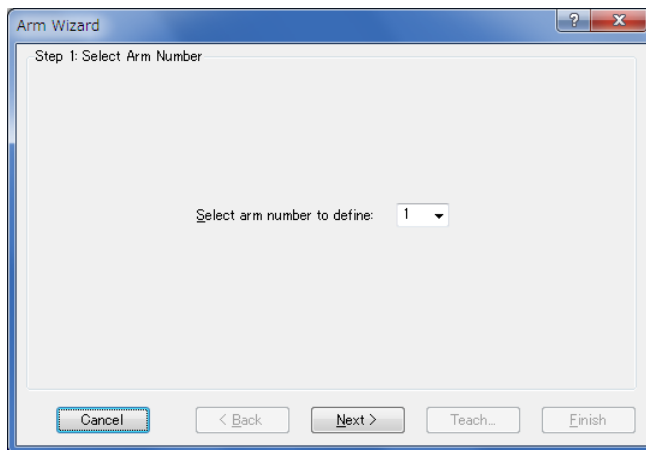 Arm Wizard
?
X
Step 1: Select Arm Number
Select arm number to define:
1
Cancel
< Back
Next >
Teach...
Finish